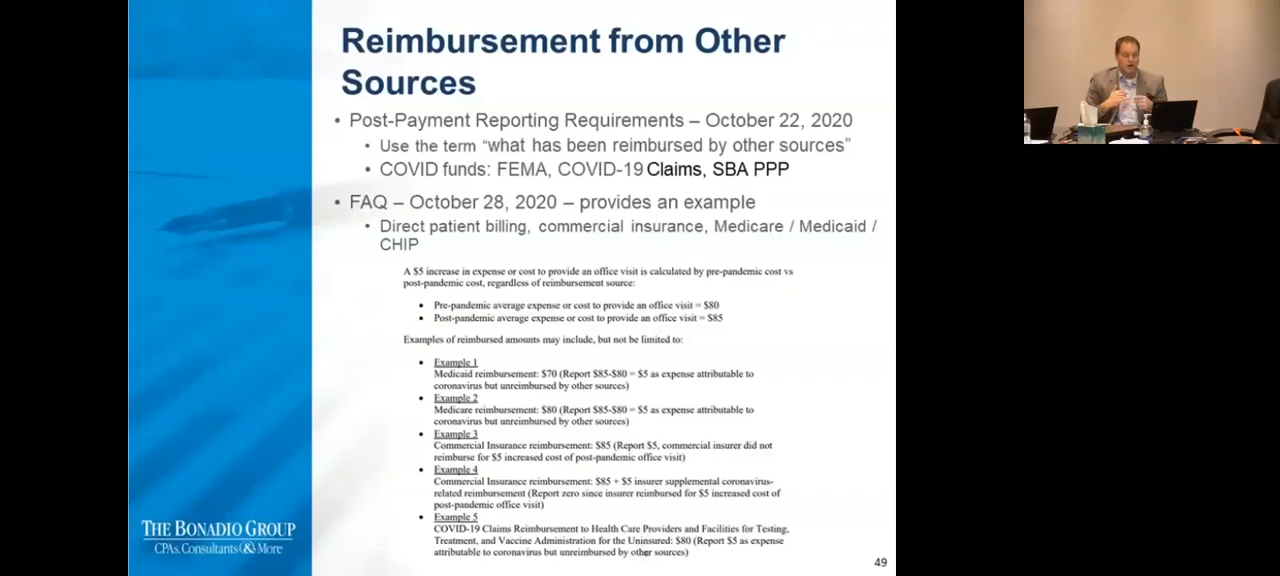 Reimbursement from Other
Sources
• Post-Payment Reporting Requirements – October 22, 2020
• Use the term “what has been reimbursed by other sources”
• COVID funds: FEMA, COVID-19 Claims, SBA PPP
• FAQ – October 28, 2020 – provides an example
• Direct patient billing, commercial insurance, Medicare / Medicaid /
CHIP
A $5 increase in expense or cost to provide an office visit is calculated by pre-pandemic cost vs
post-pandemic cost, regardless of reimbursement source:
• Pre-pandemic average expense or cost to provide an office visit = $80
• Post-pandemic average expense or cost to provide an office visit = $85
Examples of reimbursed amounts may include, but not be limited to:
• Example 1
Medicaid reimbursement: $70 (Report $85-$80 = $5 as expense attributable to
coronavirus but unreimbursed by other sources)
• Example 2
Medicare reimbursement: $80 (Report $85-$80 = $5 as expense attributable to
coronavirus but unreimbursed by other sources)
• Example 3
Commercial Insurance reimbursement: $85 (Report $5, commercial insurer did not
reimburse for $5 increased cost of post-pandemic office visit)
• Example 4
Commercial Insurance reimbursement: $85 + $5 insurer supplemental coronavirus-
related reimbursement (Report zero since insurer reimbursed for $5 increased cost of
post-pandemic office visit)
• Example 5
COVID-19 Claims Reimbursement to Health Care Providers and Facilities for Testing,
Treatment, and Vaccine Administration for the Uninsured: $80 (Report $5 as expense
attributable to coronavirus but unreimbursed by other sources)
THE BONADIO GROUP
CPAs, Consultants & More
49